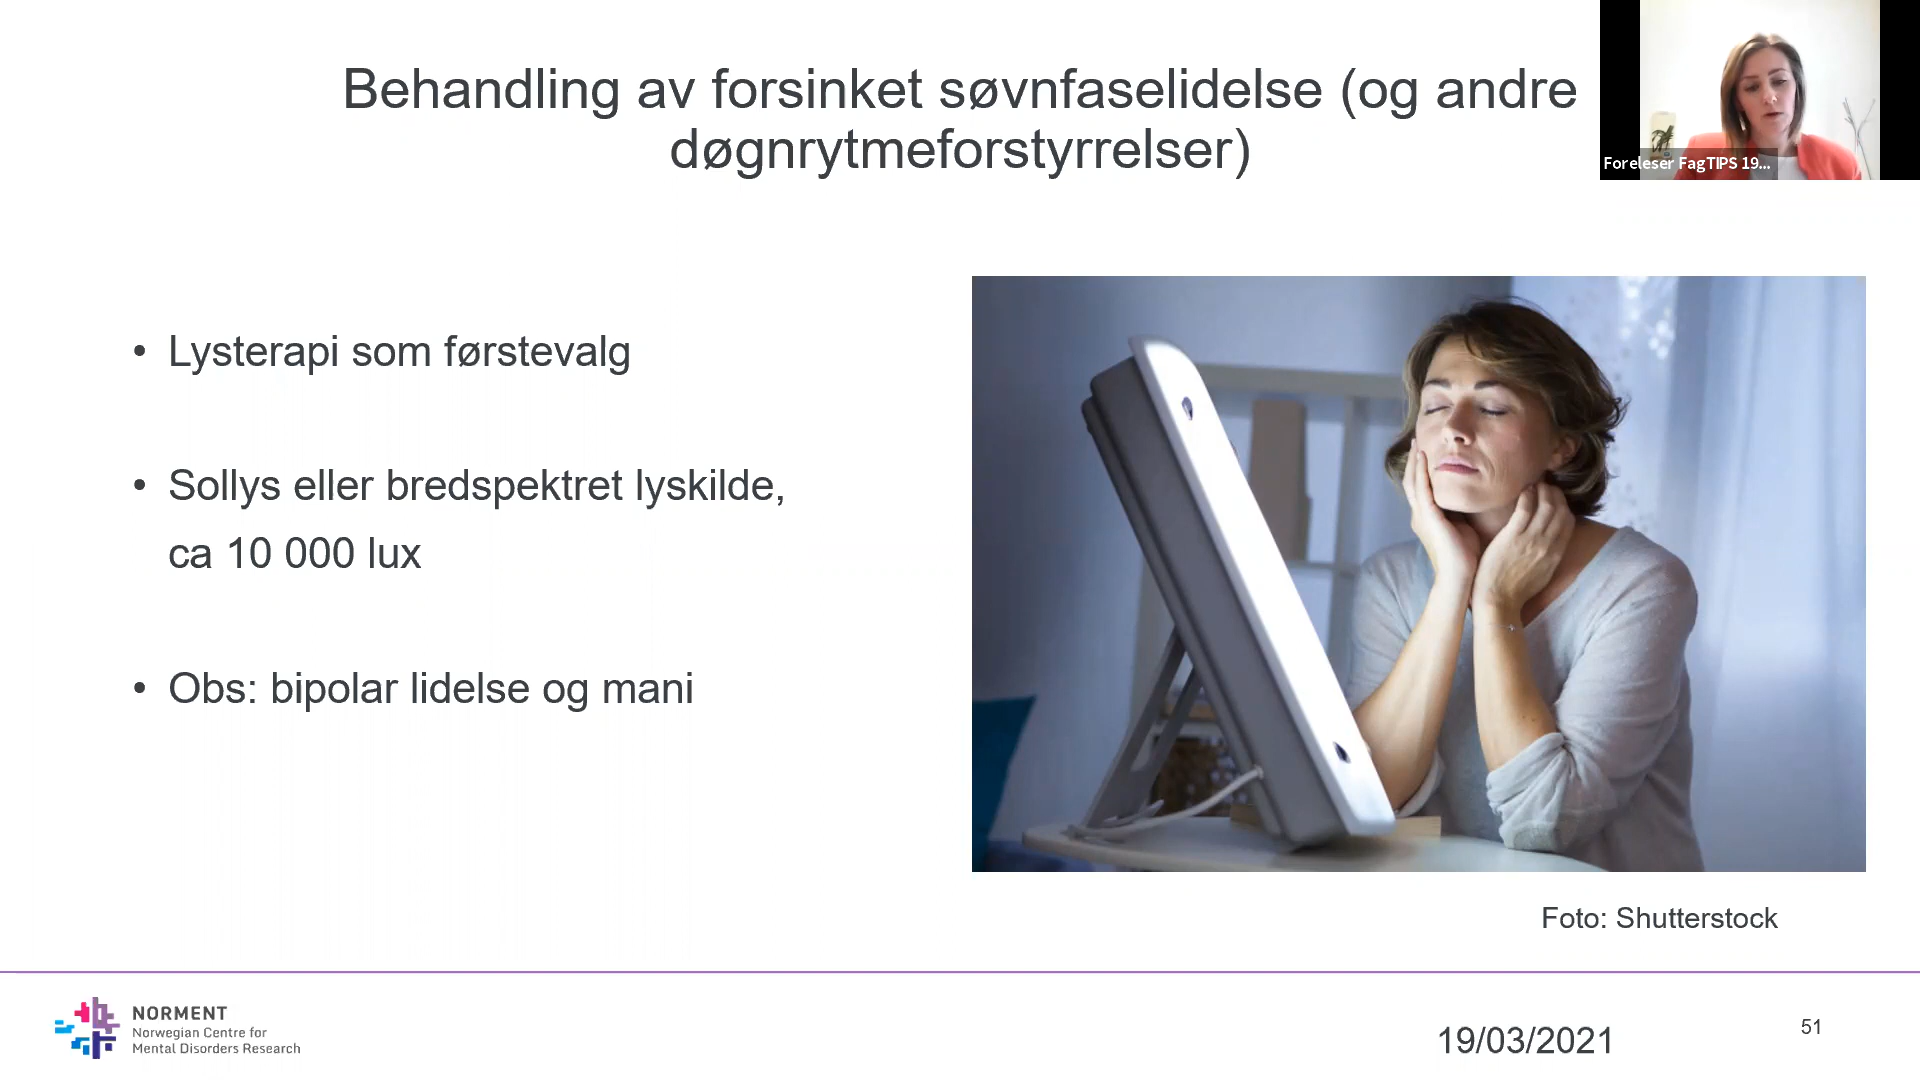 Behandling av forsinket søvnfaselidelse (og andre
døgnrytmeforstyrrelser)
Foreleser FagTIPS 19...
• Lysterapi som førstevalg
• Sollys eller bredspektret lyskilde,
ca 10 000 lux
• Obs: bipolar lidelse og mani
Foto: Shutterstock
NORMENT
Norwegian Centre for
Mental Disorders Research
19/03/2021
51